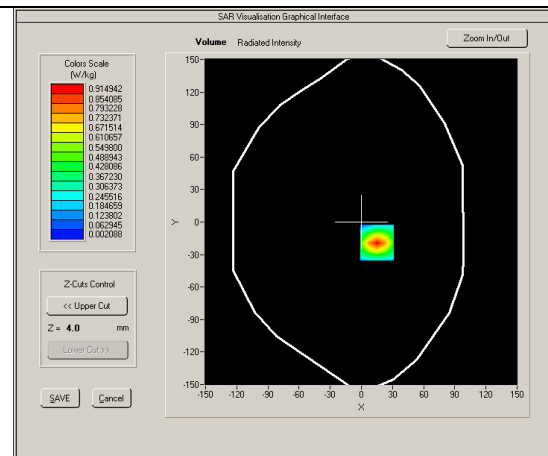 SAR Visualisation Graphical Interface
Volume Radiated Intensity
Zoom In/Out
Colors Scale
(W/kg)
0.914942
0.854085
0.793228
0.732371
0.671514
0.610657
0.549800
0.488943
0.428086
0.367230
0.306373
0.245516
0.184659
0.123802
0.062945
0.002088
Z-Cuts Control
<< Upper Cut
Z = 4.0 mm
Lower Cut >>
SAVE Cancel
150
120
90
60
30
0
-30
-60
-90
-120
-150
Y
-150 -120 -90 -60 -30 0 30 60 90 120 150
X